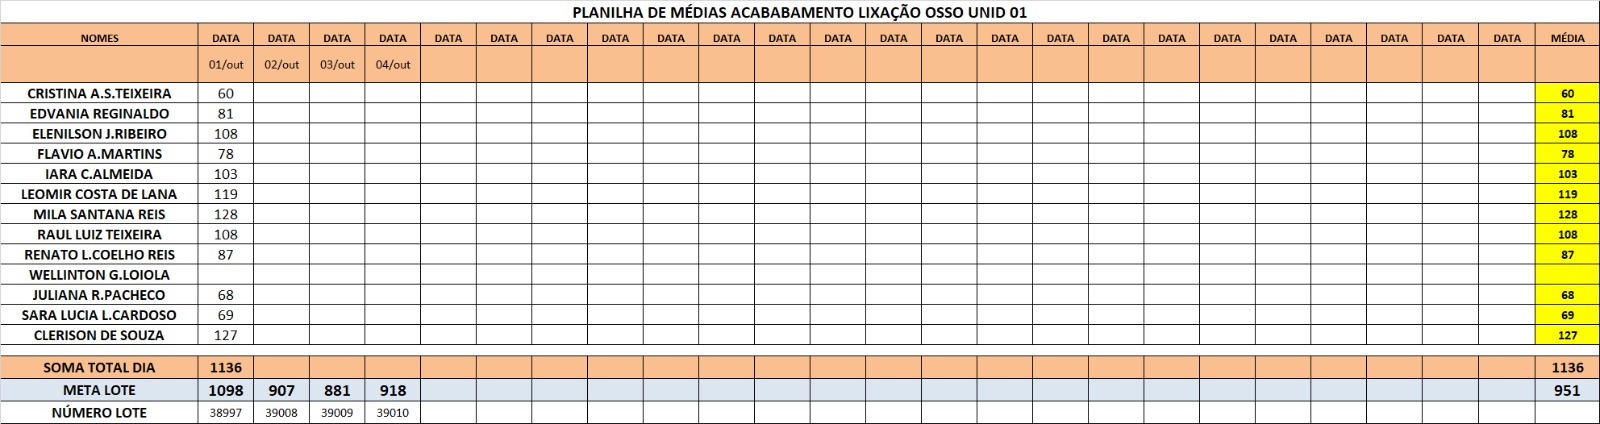 PLANILHA DE MÉDIAS ACABABAMENTO LIXAÇÃO OSSO UNID 01
NOMES DATA DATA DATA DATA DATA DATA DATA DATA DATA DATA DATA DATA DATA DATA DATA DATA DATA DATA DATA DATA DATA DATA DATA DATA MÉDIA
01/out 02/out 03/out 04/out
CRISTINA A.S.TEIXEIRA 60 60
EDVANIA REGINALDO 81 81
ELENILSON J.RIBEIRO 108 108
FLAVIO A.MARTINS 78 78
IARA C.ALMEIDA 103 103
LEOMIR COSTA DE LANA 119 119
MILA SANTANA REIS 128 128
RAUL LUIZ TEIXEIRA 108 108
RENATO L.COELHO REIS 87 87
WELLINTON G.LOIOLA
JULIANA R.PACHECO 68 68
SARA LUCIA L.CARDOSO 69 69
CLERISON DE SOUZA 127 127
SOMA TOTAL DIA 1136 1136
META LOTE 1098 907 881 918 951
NÚMERO LOTE 38997 39008 39009 39010